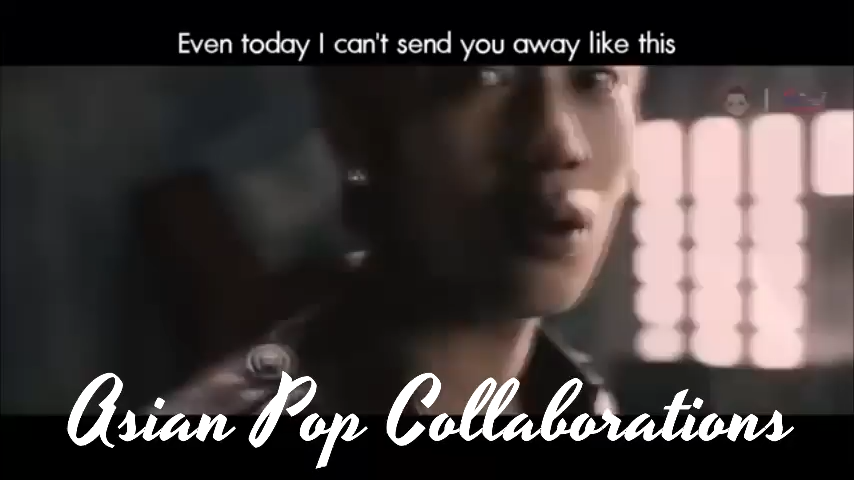 Even today I can't send you away like this
Asian Pop Collaborations